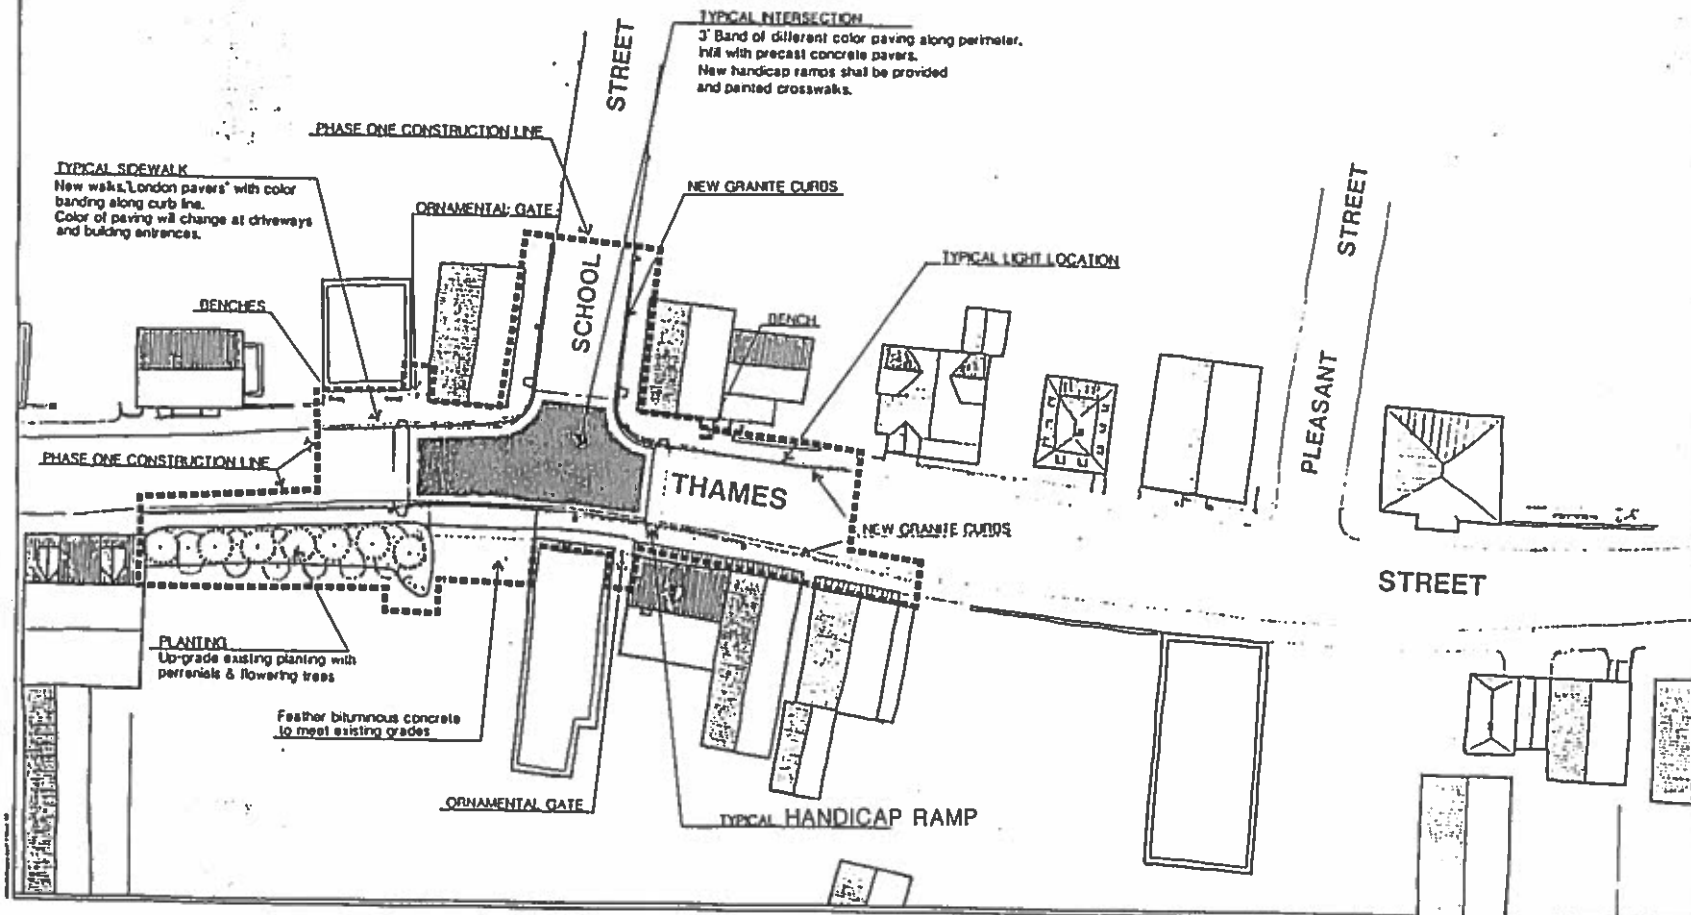 TYPICAL INTERSECTION
3' Band of different color paving along perimeter.
Infill with precast concrete pavers.
New handicap ramps shal be provided
and painted crosswalks.
STREET
PHASE ONE CONSTRUCTION LINE
TYPICAL SIDEWALK
New walks, "London pavers" with color
banding along curb line.
Color of paving will change at driveways
and building entrances.
NEW GRANITE CURBS
ORNAMENTAL GATE
STREET
TYPICAL LIGHT LOCATION
SCHOOL
BENCHES
BENCH
PLEASANT
PHASE ONE CONSTRUCTION LINE
THAMES
NEW GRANITE CURBS
STREET
PLANTING
Up-grade existing planting with
perrenials & flowering trees
Feather bituminous concrete
to meet existing grades
ORNAMENTAL GATE
TYPICAL HANDICAP RAMP